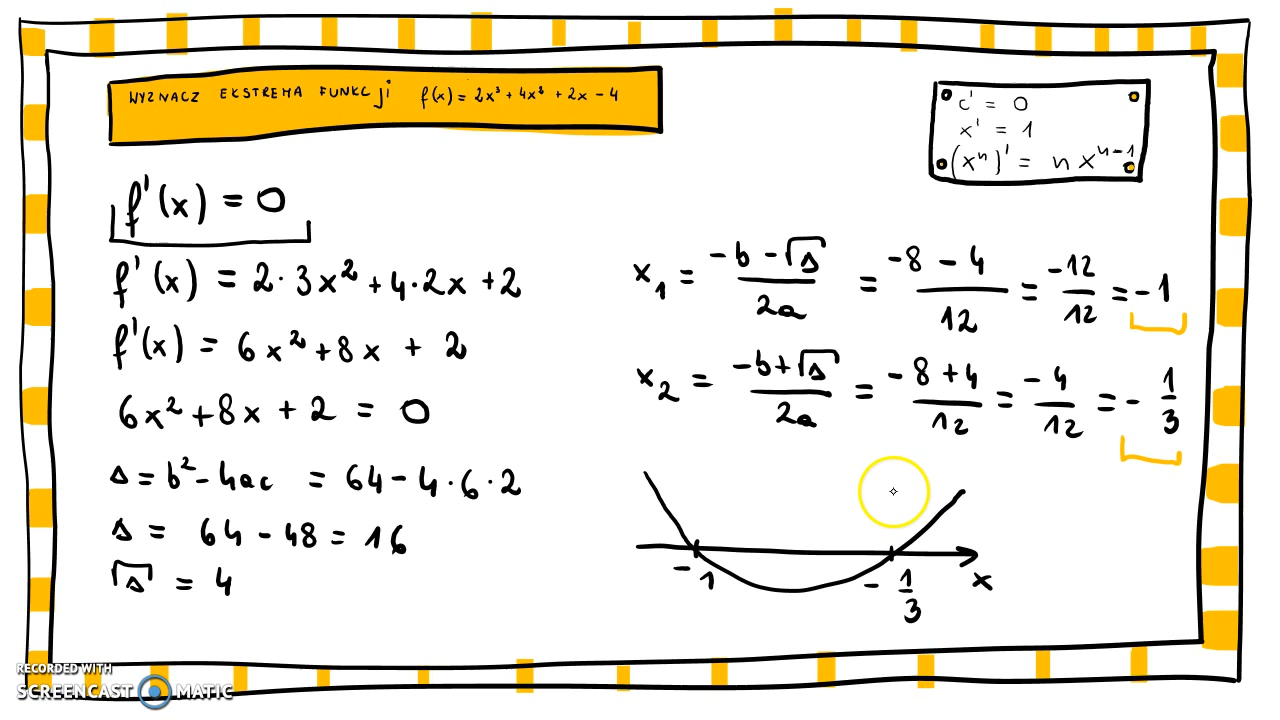 WYZNACZ EKSTREMA FUNKCji f(x) = 2x³ + 4x² + 2x - 4
c' = 0
x' = 1
(xⁿ)' = n xⁿ⁻¹
f'(x) = 0
f'(x) = 2·3x² + 4·2x + 2
f'(x) = 6x² + 8x + 2
6x² + 8x + 2 = 0
Δ = b² - 4ac = 64 - 4·6·2
Δ = 64 - 48 = 16
√Δ = 4
x₁ = (-b - √Δ)/2a = (-8 - 4)/12 = -12/12 = -1
x₂ = (-b + √Δ)/2a = (-8 + 4)/12 = -4/12 = -1/3
-1 -1/3 x
RECORDED WITH
SCREENCAST MATIC